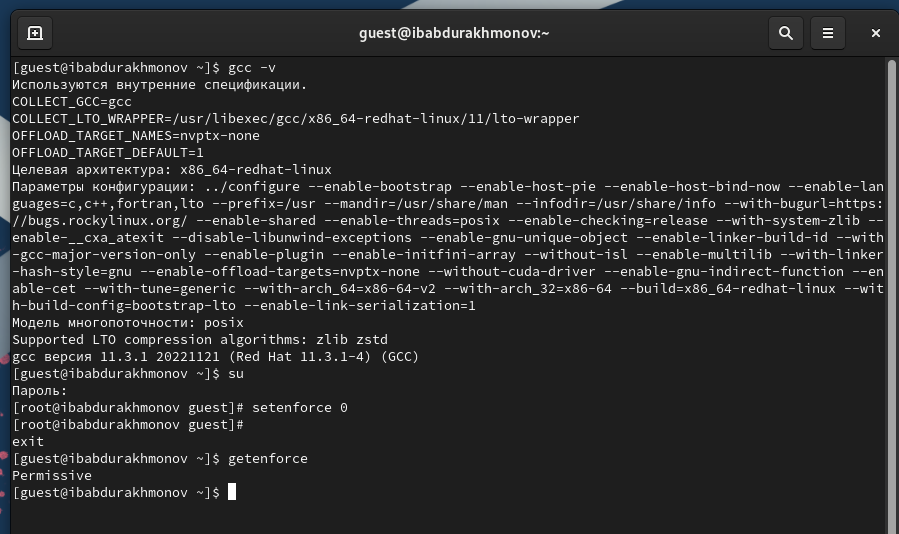 guest@ibabdurakhmonov:~
[guest@ibabdurakhmonov ~]$ gcc -v
Используются внутренние спецификации.
COLLECT_GCC=gcc
COLLECT_LTO_WRAPPER=/usr/libexec/gcc/x86_64-redhat-linux/11/lto-wrapper
OFFLOAD_TARGET_NAMES=nvptx-none
OFFLOAD_TARGET_DEFAULT=1
Целевая архитектура: x86_64-redhat-linux
Параметры конфигурации: ../configure --enable-bootstrap --enable-host-pie --enable-host-bind-now --enable-lan
guages=c,c++,fortran,lto --prefix=/usr --mandir=/usr/share/man --infodir=/usr/share/info --with-bugurl=https:
//bugs.rockylinux.org/ --enable-shared --enable-threads=posix --enable-checking=release --with-system-zlib --
enable-__cxa_atexit --disable-libunwind-exceptions --enable-gnu-unique-object --enable-linker-build-id --with
-gcc-major-version-only --enable-plugin --enable-initfini-array --without-isl --enable-multilib --with-linker
-hash-style=gnu --enable-offload-targets=nvptx-none --without-cuda-driver --enable-gnu-indirect-function --en
able-cet --with-tune=generic --with-arch_64=x86-64-v2 --with-arch_32=x86-64 --build=x86_64-redhat-linux --wit
h-build-config=bootstrap-lto --enable-link-serialization=1
Модель многопоточности: posix
Supported LTO compression algorithms: zlib zstd
gcc версия 11.3.1 20221121 (Red Hat 11.3.1-4) (GCC)
[guest@ibabdurakhmonov ~]$ su
Пароль:
[root@ibabdurakhmonov guest]# setenforce 0
[root@ibabdurakhmonov guest]#
exit
[guest@ibabdurakhmonov ~]$ getenforce
Permissive
[guest@ibabdurakhmonov ~]$